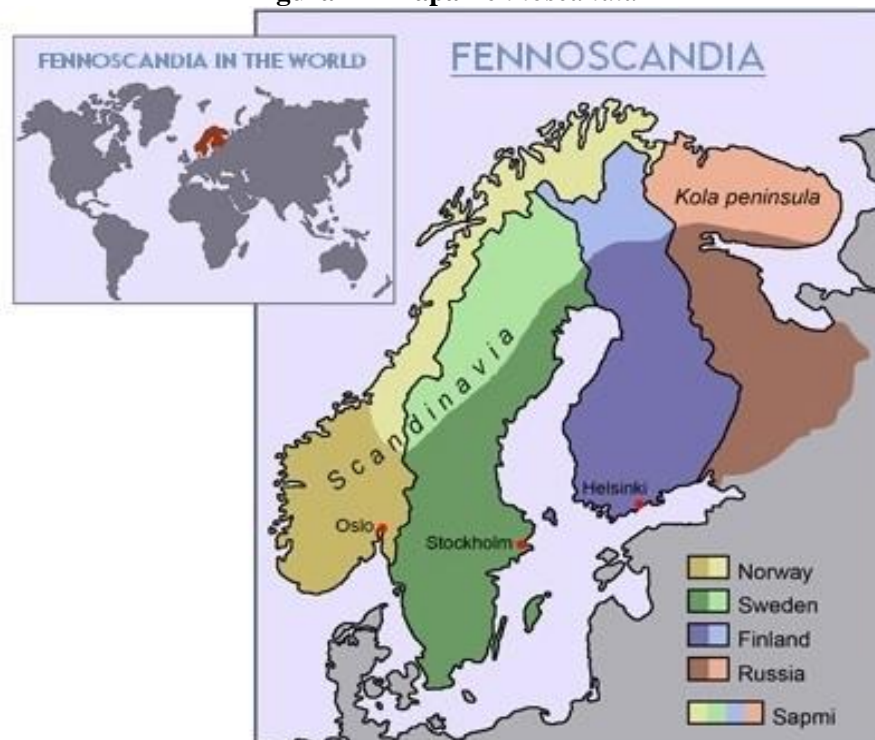 FENNOSCANDIA IN THE WORLD
FENNOSCANDIA
Kola peninsula
Scandinavia
Helsinki
Oslo
Stockholm
Norway
Sweden
Finland
Russia
Sapmi